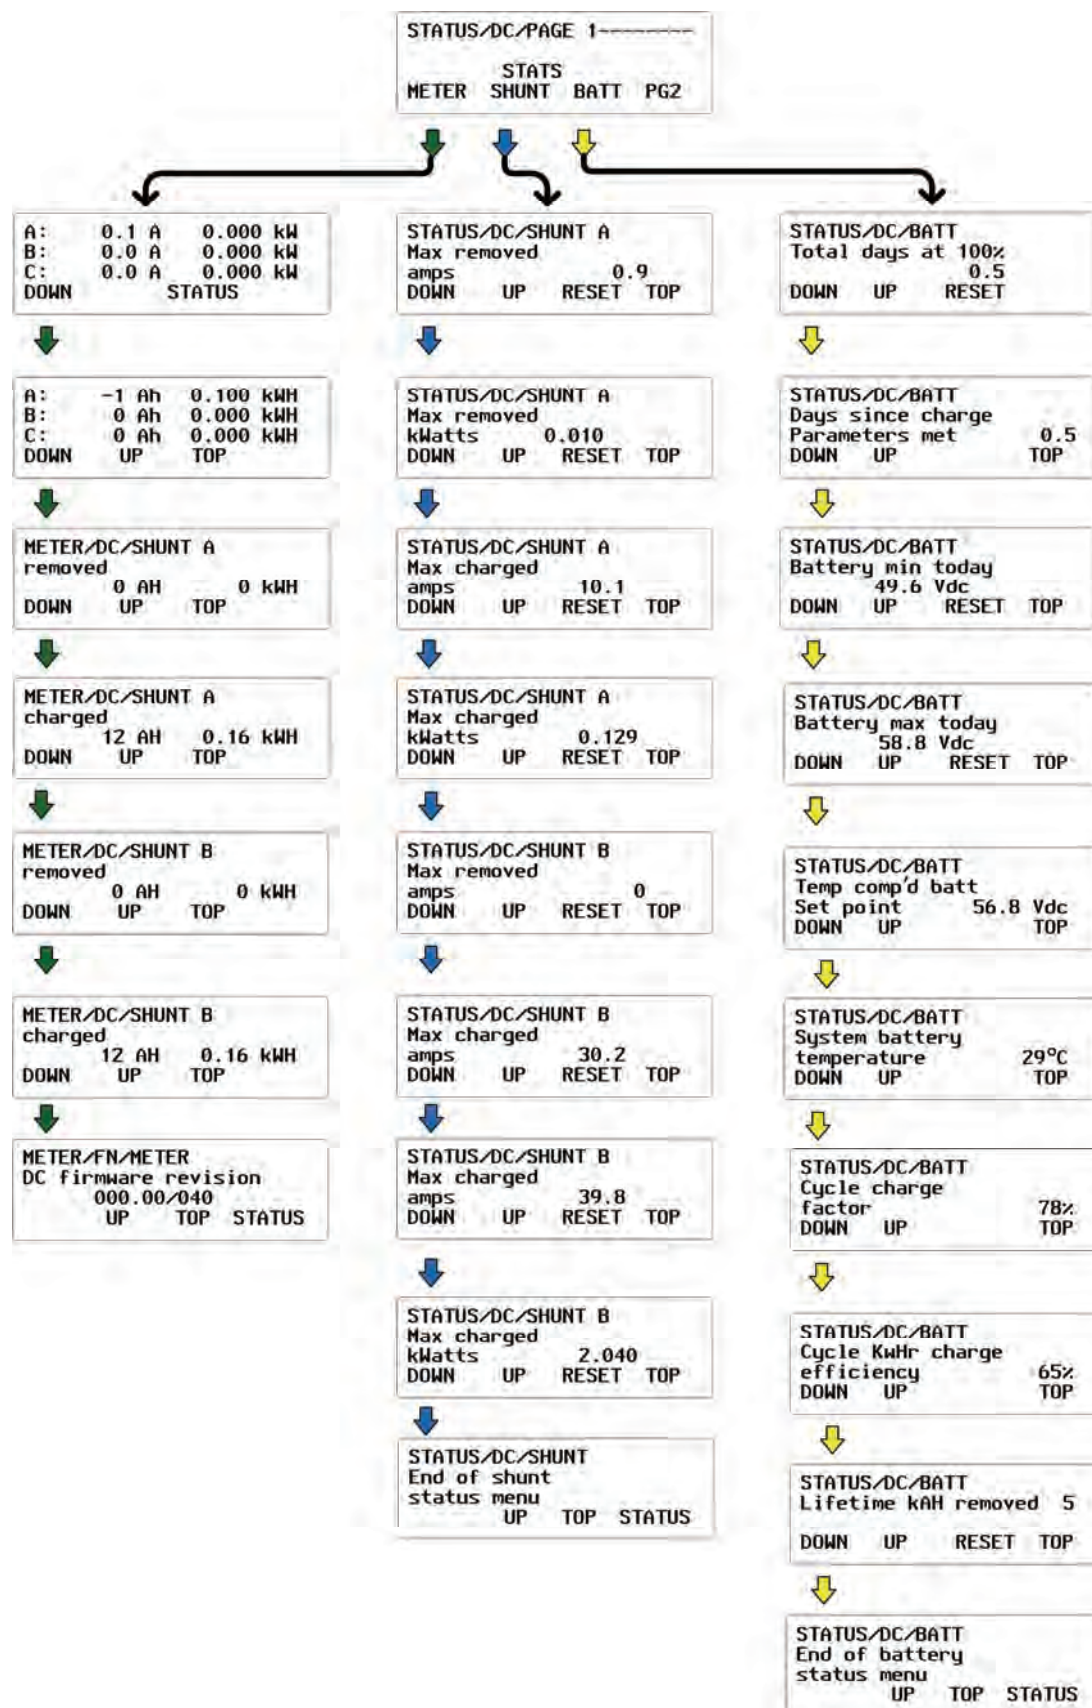 STATUS/DC/PAGE 1--------
STATS
METER SHUNT BATT PG2
A: 0.1 A 0.000 kW
B: 0.0 A 0.000 kW
C: 0.0 A 0.000 kW
DOWN STATUS
A: -1 Ah 0.100 kWH
B: 0 Ah 0.000 kWH
C: 0 Ah 0.000 kWH
DOWN UP TOP
METER/DC/SHUNT A
removed
0 AH 0 kWH
DOWN UP TOP
METER/DC/SHUNT A
charged
12 AH 0.16 kWH
DOWN UP TOP
METER/DC/SHUNT B
removed
0 AH 0 kWH
DOWN UP TOP
METER/DC/SHUNT B
charged
12 AH 0.16 kWH
DOWN UP TOP
METER/FN/METER
DC firmware revision
000.00/040
UP TOP STATUS
STATUS/DC/SHUNT A
Max removed
amps 0.9
DOWN UP RESET TOP
STATUS/DC/SHUNT A
Max removed
kWatts 0.010
DOWN UP RESET TOP
STATUS/DC/SHUNT A
Max charged
amps 10.1
DOWN UP RESET TOP
STATUS/DC/SHUNT A
Max charged
kWatts 0.129
DOWN UP RESET TOP
STATUS/DC/SHUNT B
Max removed
amps 0
DOWN UP RESET TOP
STATUS/DC/SHUNT B
Max charged
amps 30.2
DOWN UP RESET TOP
STATUS/DC/SHUNT B
Max charged
amps 39.8
DOWN UP RESET TOP
STATUS/DC/SHUNT B
Max charged
kWatts 2.040
DOWN UP RESET TOP
STATUS/DC/SHUNT
End of shunt
status menu
UP TOP STATUS
STATUS/DC/BATT
Total days at 100%
0.5
DOWN UP RESET
STATUS/DC/BATT
Days since charge
Parameters met 0.5
DOWN UP TOP
STATUS/DC/BATT
Battery min today
49.6 Vdc
DOWN UP RESET TOP
STATUS/DC/BATT
Battery max today
58.8 Vdc
DOWN UP RESET TOP
STATUS/DC/BATT
Temp comp'd batt
Set point 56.8 Vdc
DOWN UP TOP
STATUS/DC/BATT
System battery
temperature 29°C
DOWN UP TOP
STATUS/DC/BATT
Cycle charge
factor 78%
DOWN UP TOP
STATUS/DC/BATT
Cycle KwHr charge
efficiency 65%
DOWN UP TOP
STATUS/DC/BATT
Lifetime kAH removed 5
DOWN UP RESET TOP
STATUS/DC/BATT
End of battery
status menu
UP TOP STATUS